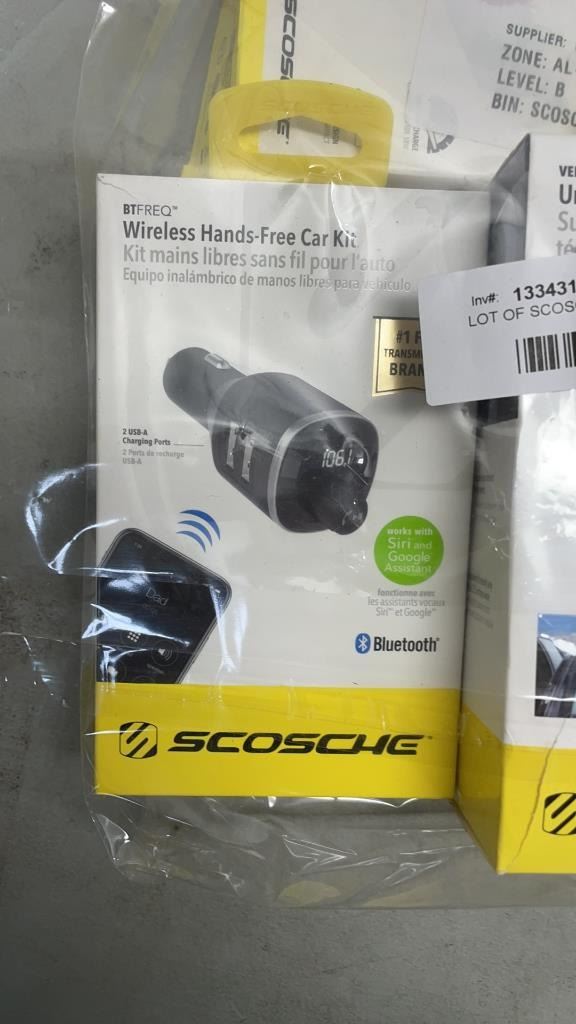 SCOSCHE
SUPPLIER:
ZONE: AL
LEVEL: B
BIN: SCOSC
BTFREQ™
Wireless Hands-Free Car Kit
Kit mains libres sans fil pour l'auto
Equipo inalámbrico de manos libres para vehículo
#1 F
TRANSM
BRAN
Inv#: 133431
LOT OF SCOS
2 USB-A
Charging Ports
2 Ports de recharge
USB-A
106.1
works with
Siri and
Google
Assistant
fonctionne avec
les assistants vocaux
Siri™ et Google™
Dad
Bluetooth®
SCOSCHE